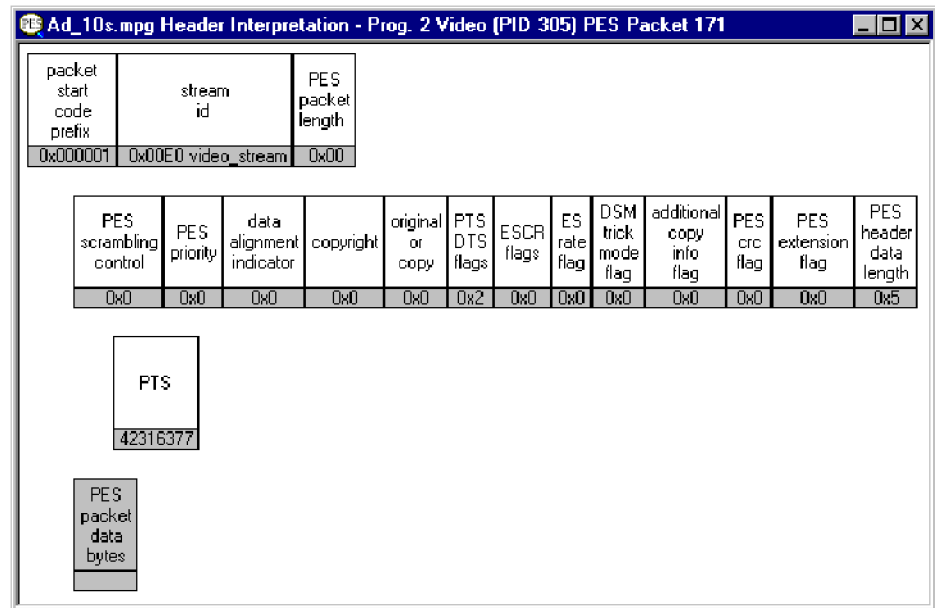 Ad_10s.mpg Header Interpretation - Prog. 2 Video (PID 305) PES Packet 171
packet
start
code
prefix
stream
id
PES
packet
length
0x000001
0x00E0 video_stream
0x00
PES
scrambling
control
PES
priority
data
alignment
indicator
copyright
original
or
copy
PTS
DTS
flags
ESCR
flags
ES
rate
flag
DSM
trick
mode
flag
additional
copy
info
flag
PES
crc
flag
PES
extension
flag
PES
header
data
length
0x0
0x0
0x0
0x0
0x0
0x2
0x0
0x0
0x0
0x0
0x0
0x0
0x5
PTS
42316377
PES
packet
data
bytes